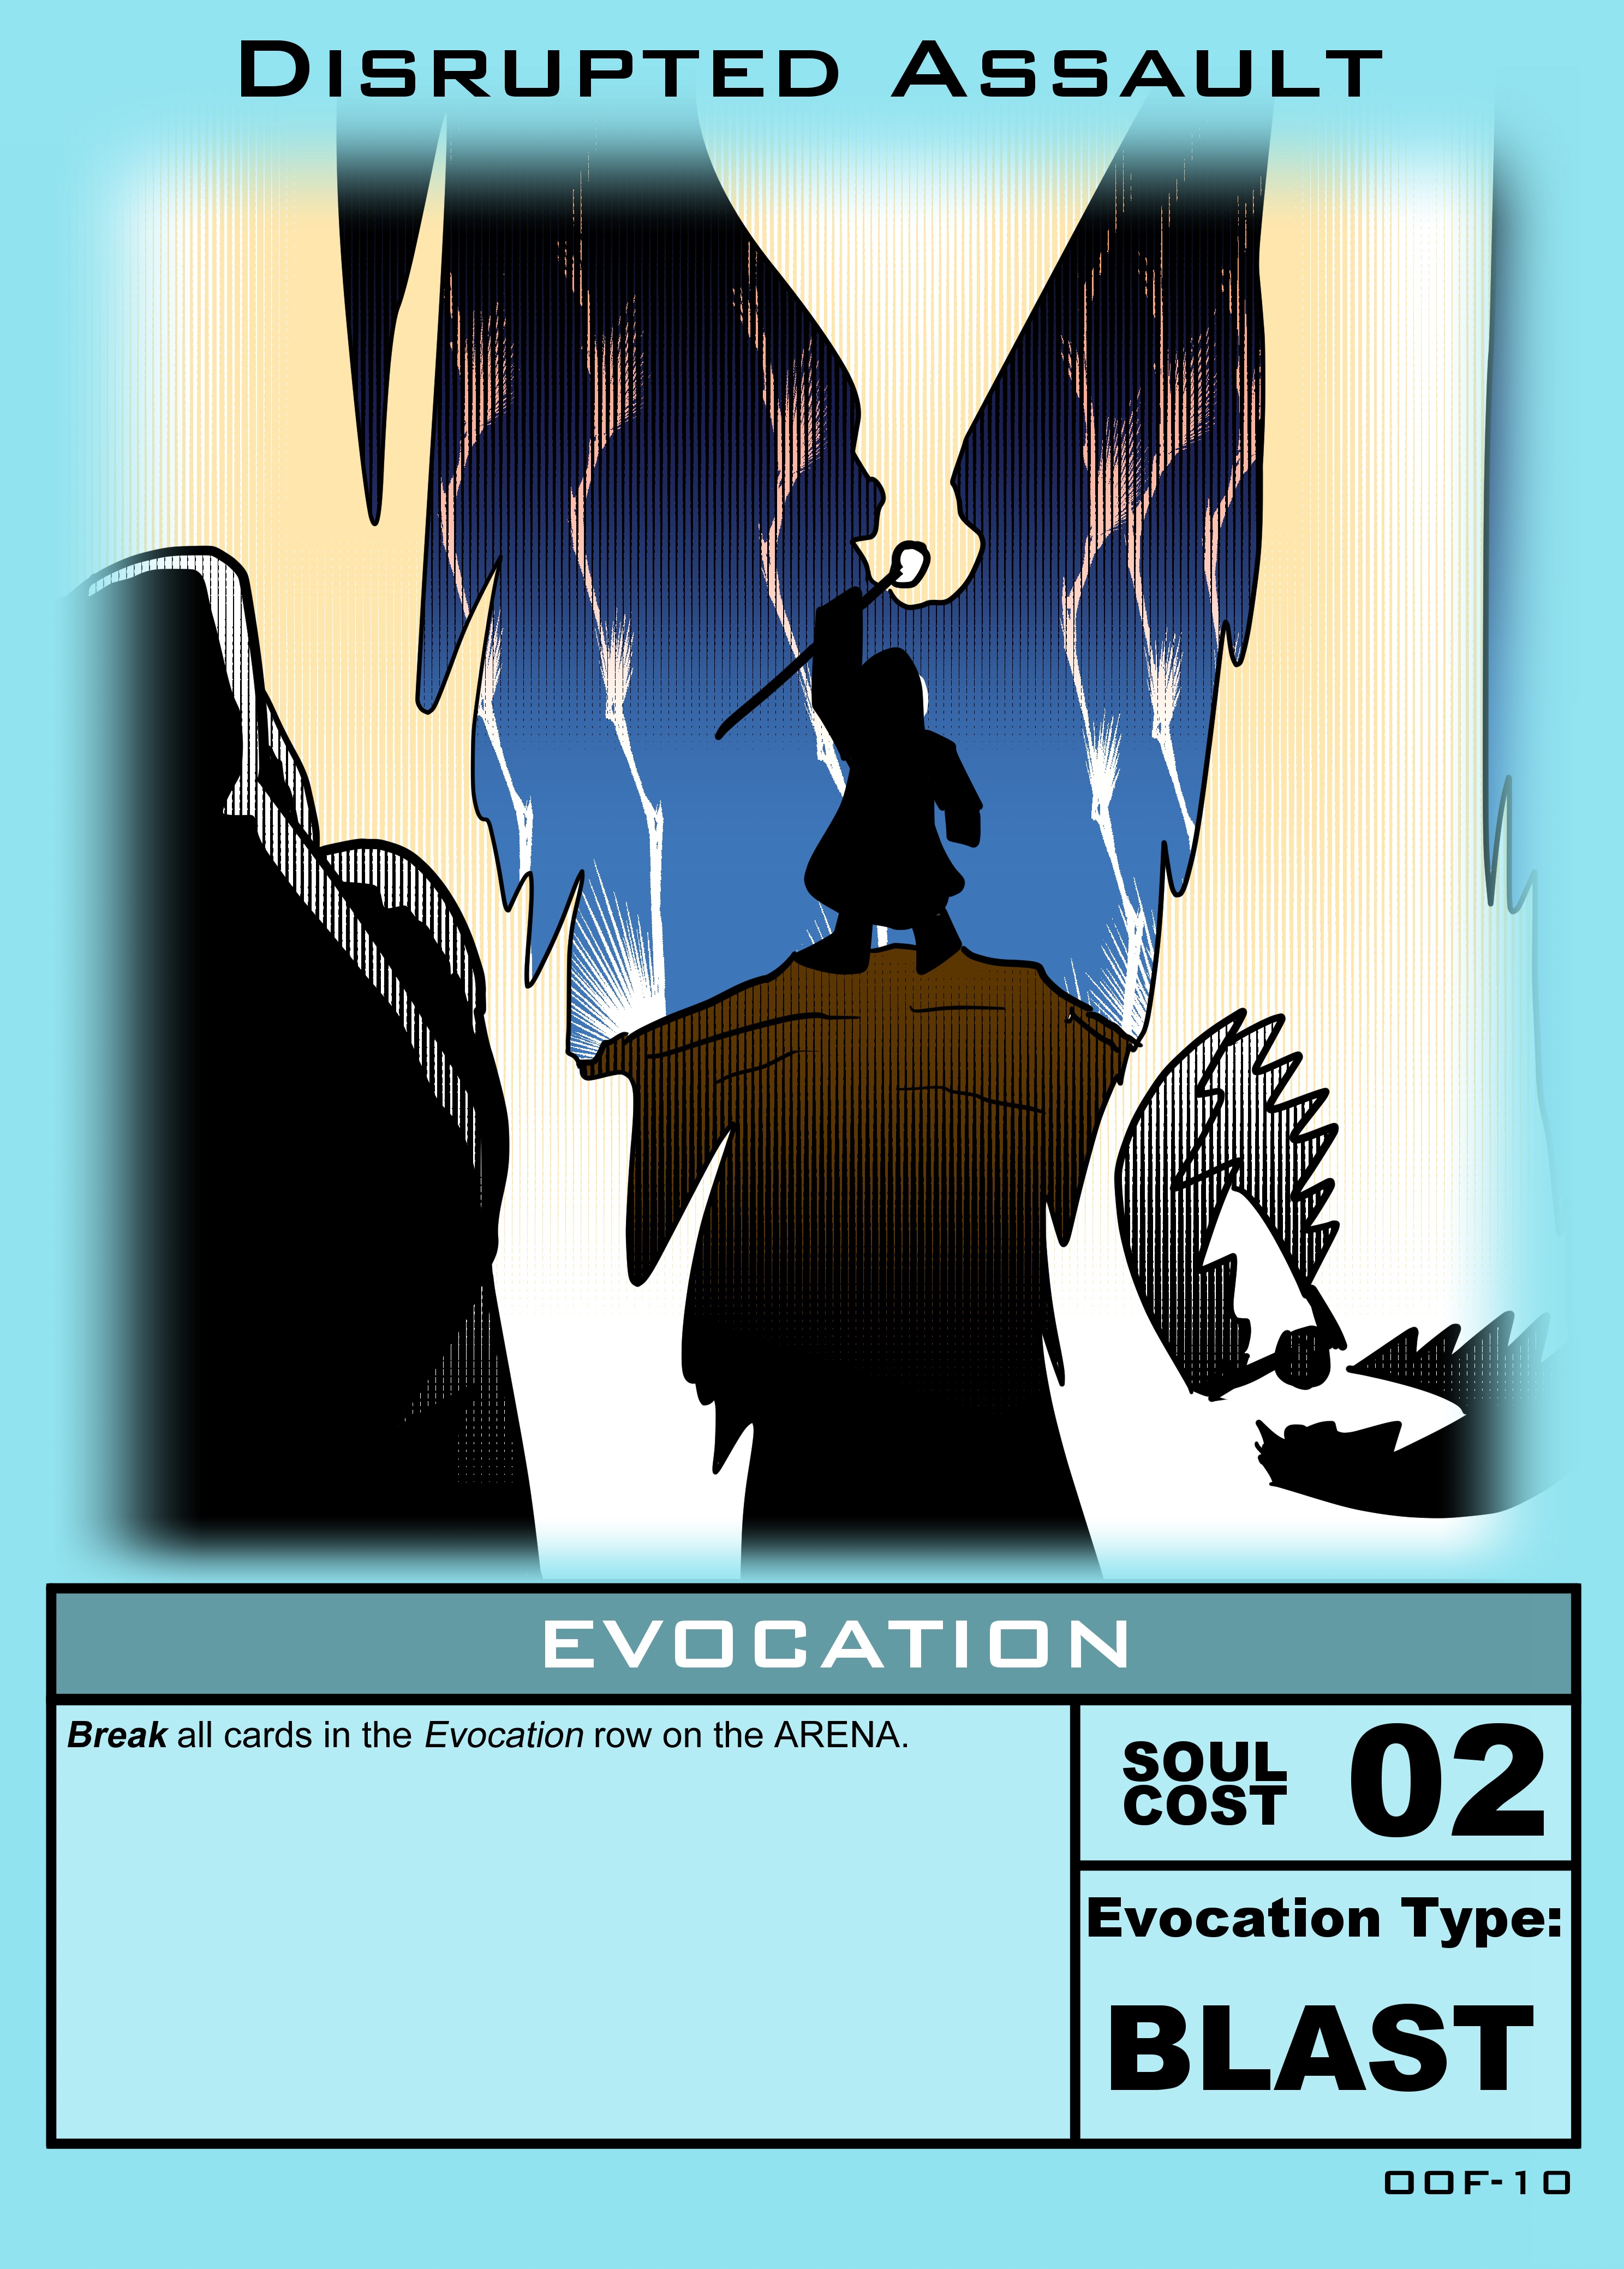 Disrupted Assault
EVOCATION
Break all cards in the Evocation row on the ARENA.
SOUL
COST
02
Evocation Type:
BLAST
OOF-10